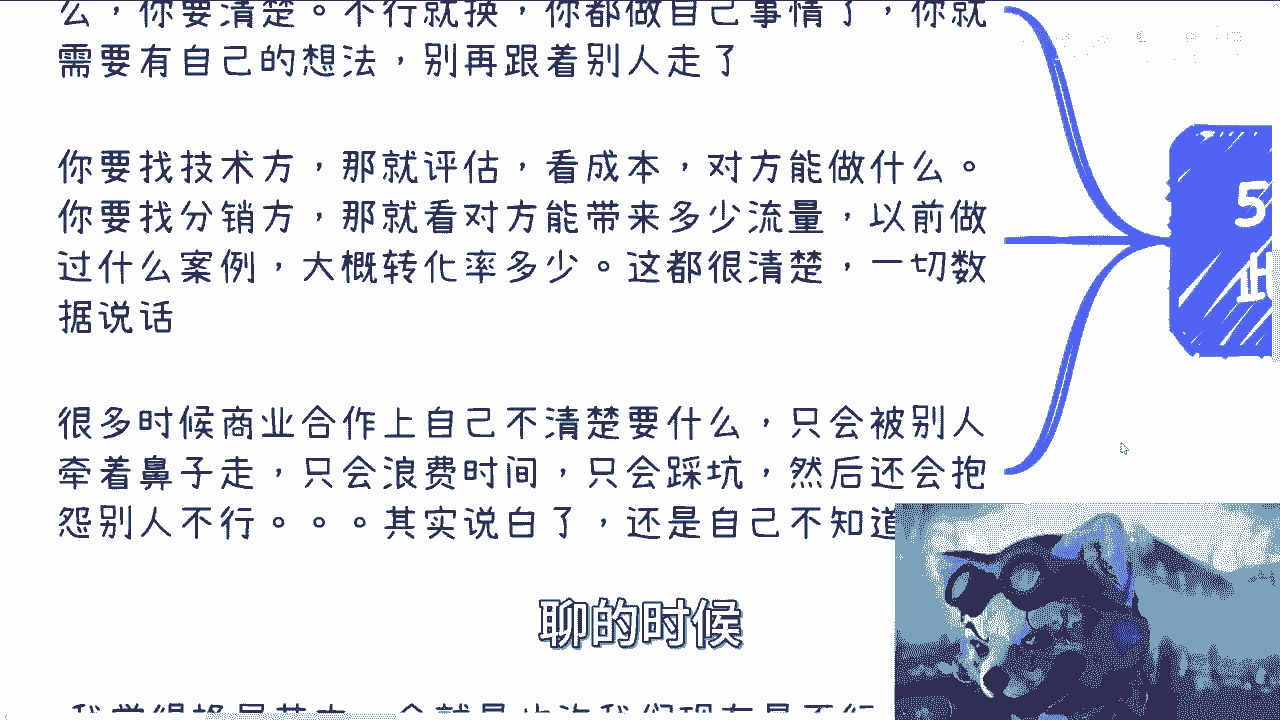 么，你要清楚。不行就换，你都做自己事情了，你就
需要有自己的想法，别再跟着别人走了
你要找技术方，那就评估，看成本，对方能做什么。
你要找分销方，那就看对方能带来多少流量，以前做
过什么案例，大概转化率多少。这都很清楚，一切数
据说话
很多时候商业合作上自己不清楚要什么，只会被别人
牵着鼻子走，只会浪费时间，只会踩坑，然后还会抱
怨别人不行。。。其实说白了，还是自己不知道
5
聊的时候